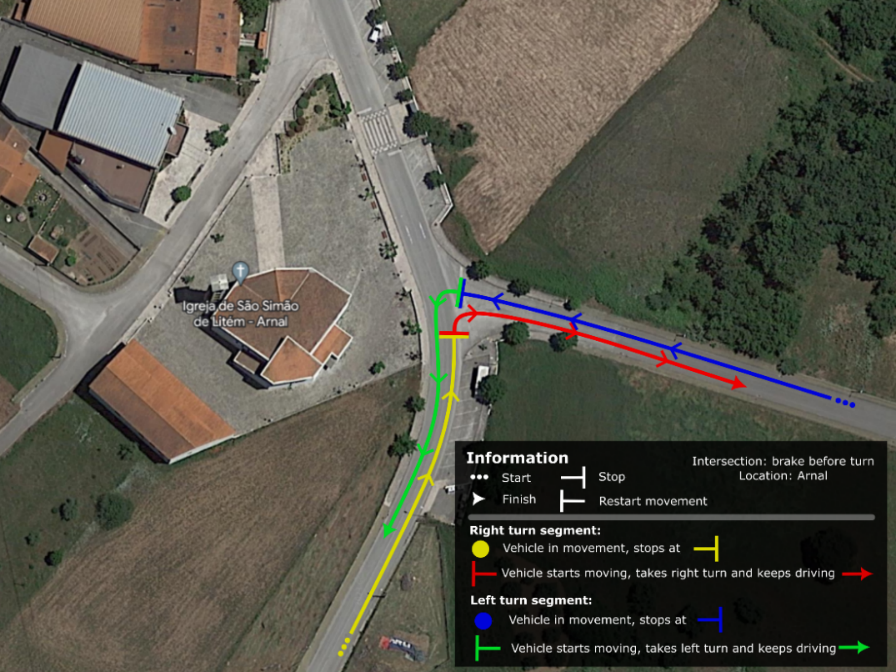 Igreja de São Simão
de Litém - Arnal
Information
Start
Stop
Finish
Restart movement
Intersection: brake before turn
Location: Arnal
Right turn segment:
Vehicle in movement, stops at
Vehicle starts moving, takes right turn and keeps driving
Left turn segment:
Vehicle in movement, stops at
Vehicle starts moving, takes left turn and keeps driving